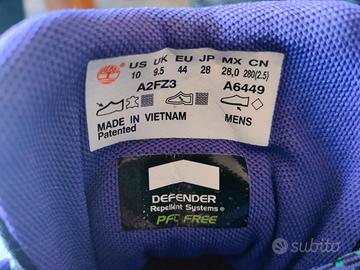 US UK EU JP MX CN
10 9.5 44 28 28,0 280(2.5)
A2FZ3 A6449
MADE IN VIETNAM MENS
Patented
DEFENDER
Repellent Systems®
PFC FREE
subito